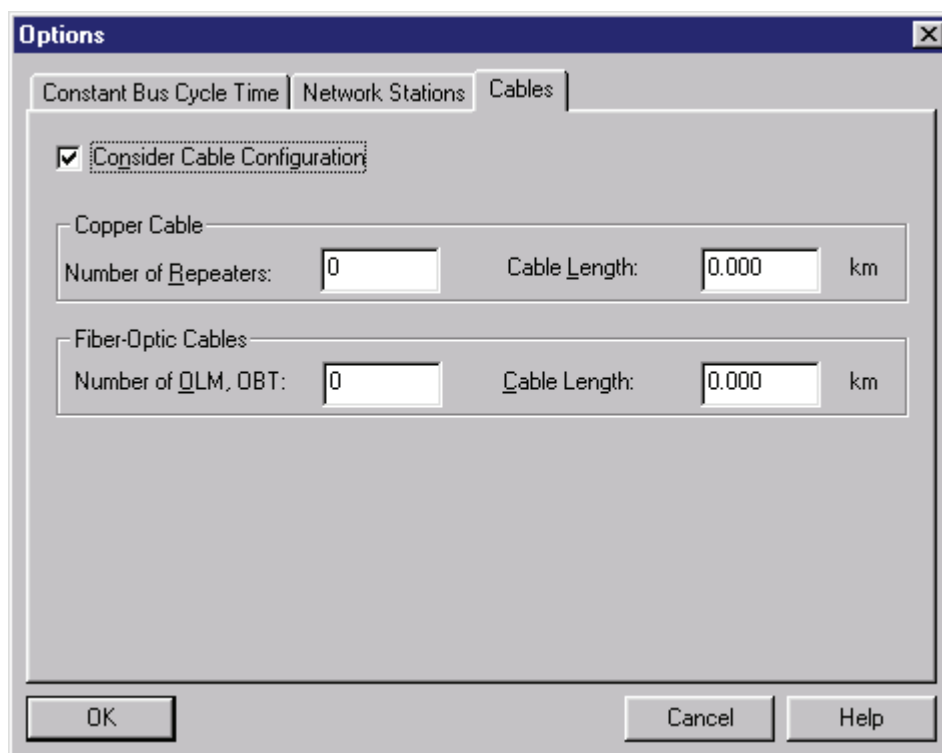 Options
Constant Bus Cycle Time Network Stations Cables
Consider Cable Configuration
Copper Cable
Number of Repeaters: 0 Cable Length: 0.000 km
Fiber-Optic Cables
Number of OLM, OBT: 0 Cable Length: 0.000 km
OK Cancel Help